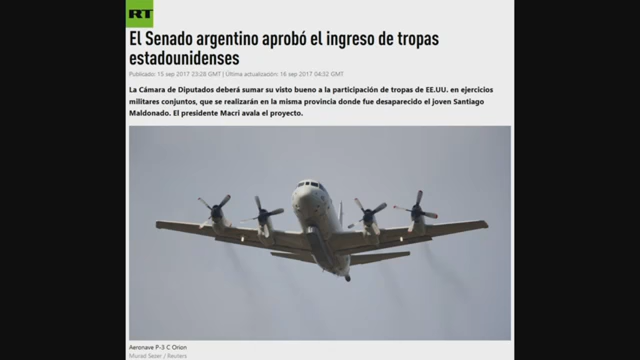 RT
El Senado argentino aprobó el ingreso de tropas
estadounidenses
Publicado: 15 sep 2017 23:28 GMT | Última actualización: 16 sep 2017 04:52 GMT
La Cámara de Diputados deberá sumar su visto bueno a la participación de tropas de EE.UU. en ejercicios
militares conjuntos, que se realizarán en la misma provincia donde fue desaparecido el joven Santiago
Maldonado. El presidente Macri avala el proyecto.
Aeronave P-3 C Orion
Murad Sezer / Reuters